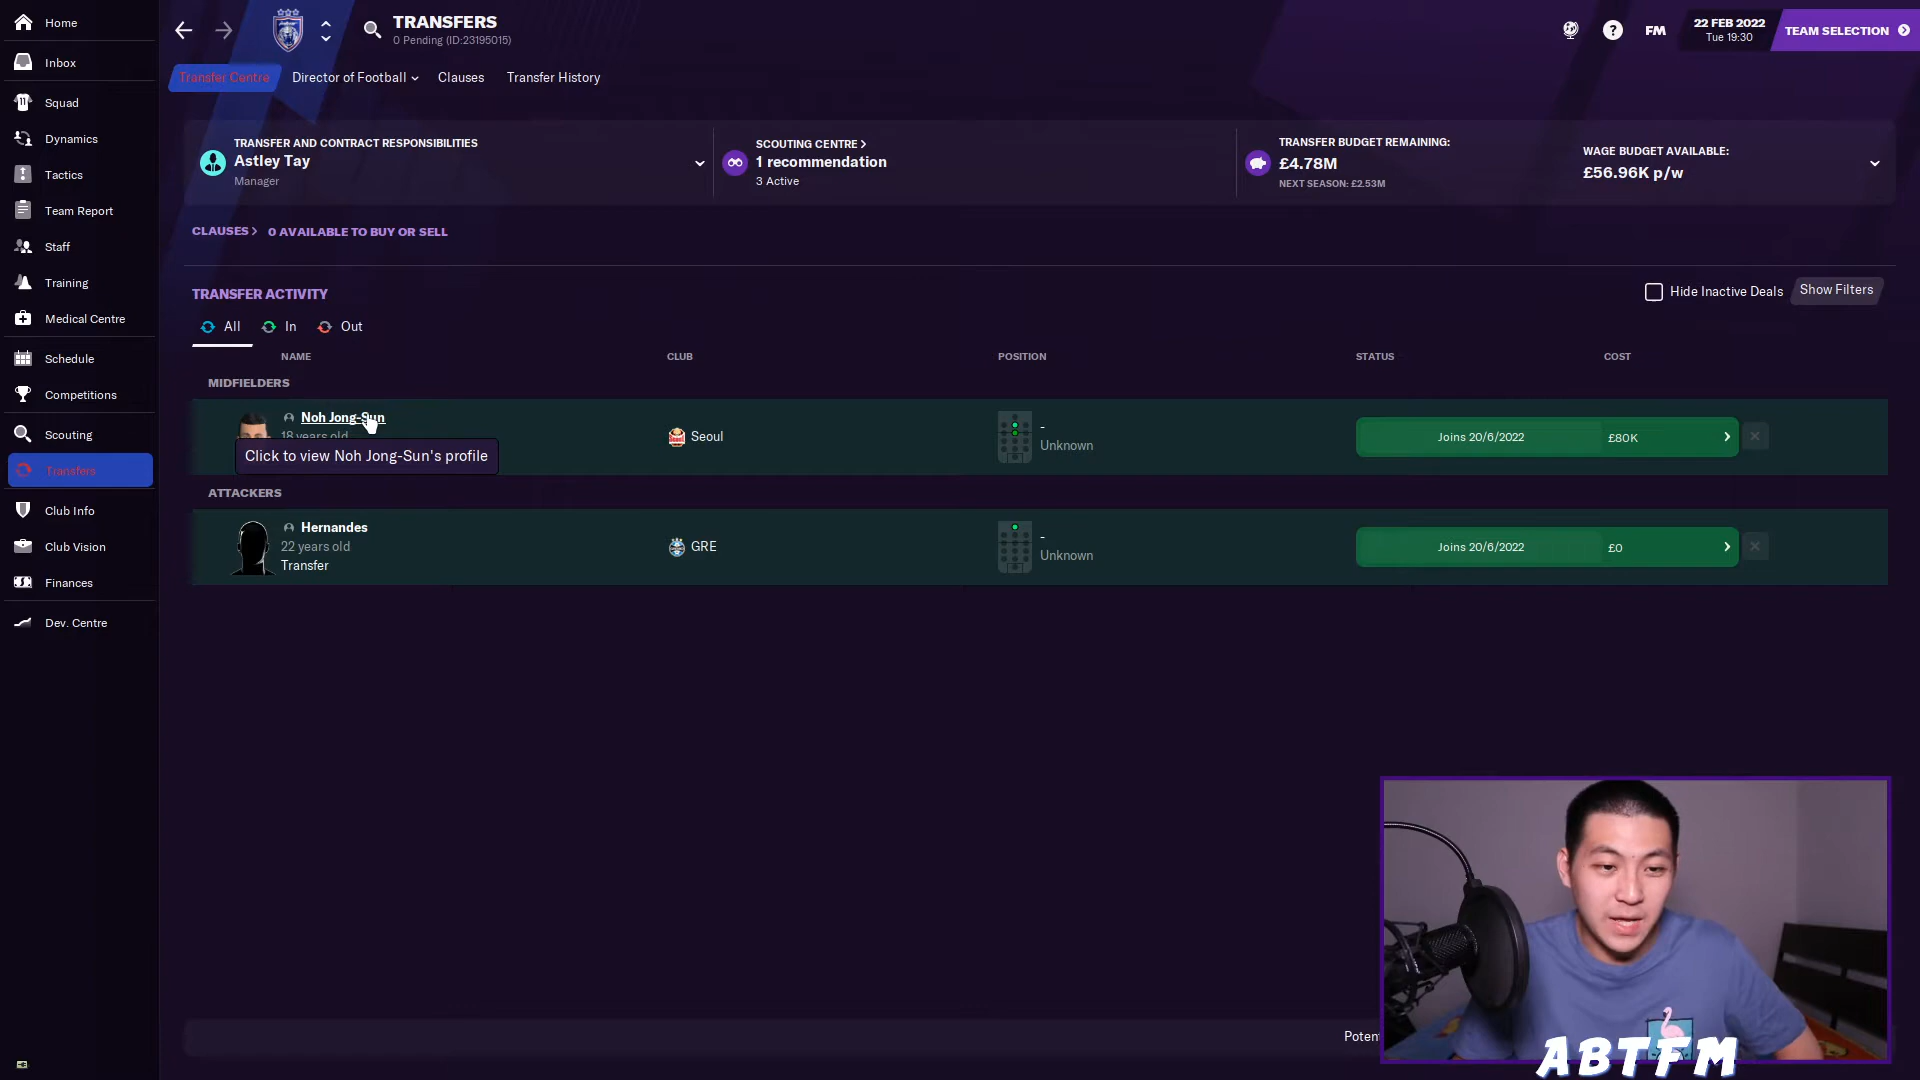 Home
Inbox
Squad
Dynamics
Tactics
Team Report
Staff
Training
Medical Centre
Schedule
Competitions
Scouting
Transfers
Club Info
Club Vision
Finances
Dev. Centre
TRANSFERS
0 Pending (ID:23195015)
FM
22 FEB 2022
Tue 19:30
TEAM SELECTION
Transfer Centre
Director of Football
Clauses
Transfer History
TRANSFER AND CONTRACT RESPONSIBILITIES
Astley Tay
Manager
SCOUTING CENTRE >
1 recommendation
3 Active
TRANSFER BUDGET REMAINING:
£4.78M
NEXT SEASON: £2.53M
WAGE BUDGET AVAILABLE:
£56.96K p/w
CLAUSES > 0 AVAILABLE TO BUY OR SELL
TRANSFER ACTIVITY
Hide Inactive Deals
Show Filters
All
In
Out
NAME CLUB POSITION STATUS COST
MIDFIELDERS
Noh Jong-Sun
18 years old
Click to view Noh Jong-Sun's profile
Seoul
-
Unknown
Joins 20/6/2022
£80K
ATTACKERS
Hernandes
22 years old
Transfer
GRE
-
Unknown
Joins 20/6/2022
£0
ABTFM